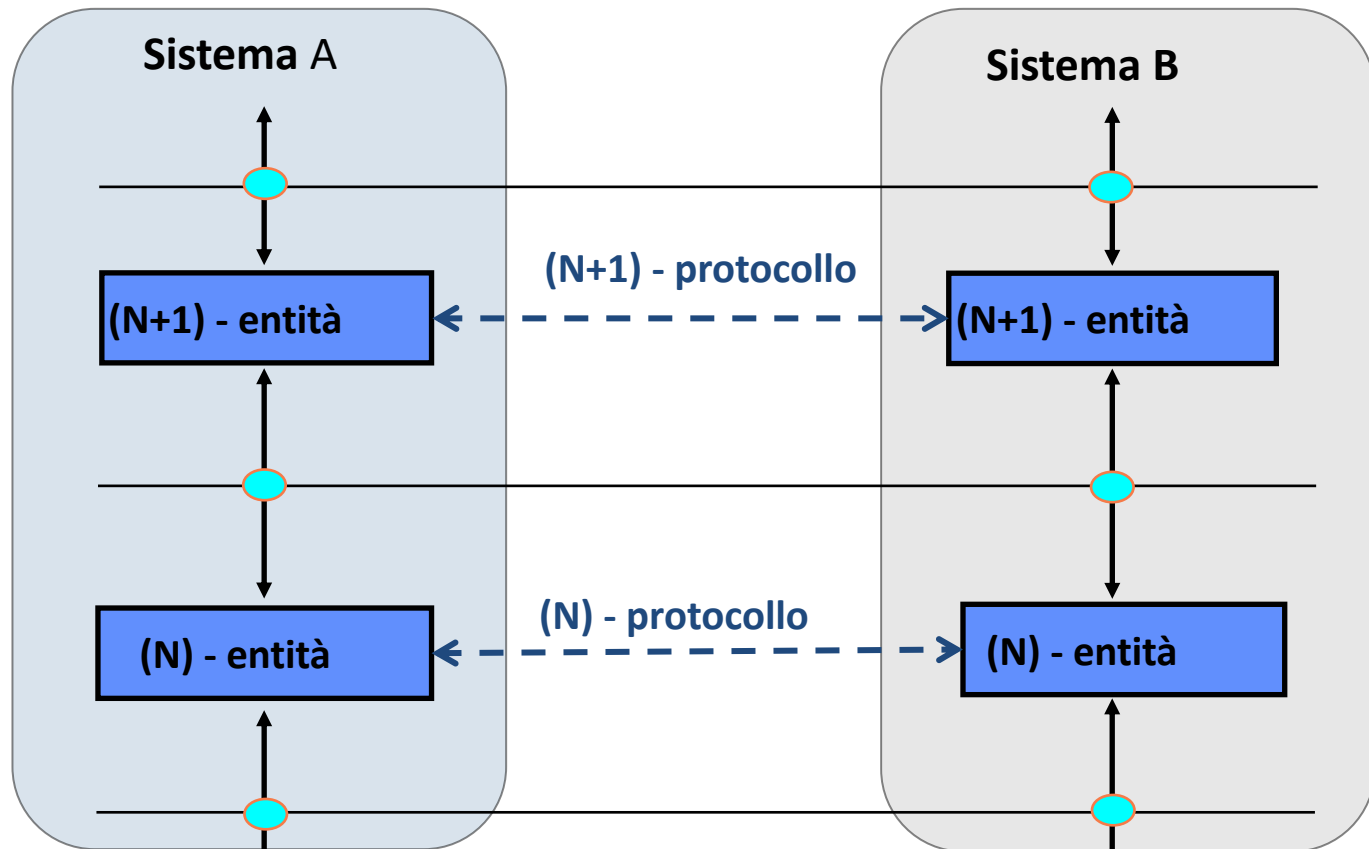 Sistema A
Sistema B
(N+1) - protocollo
(N+1) - entità
(N+1) - entità
(N) - protocollo
(N) - entità
(N) - entità